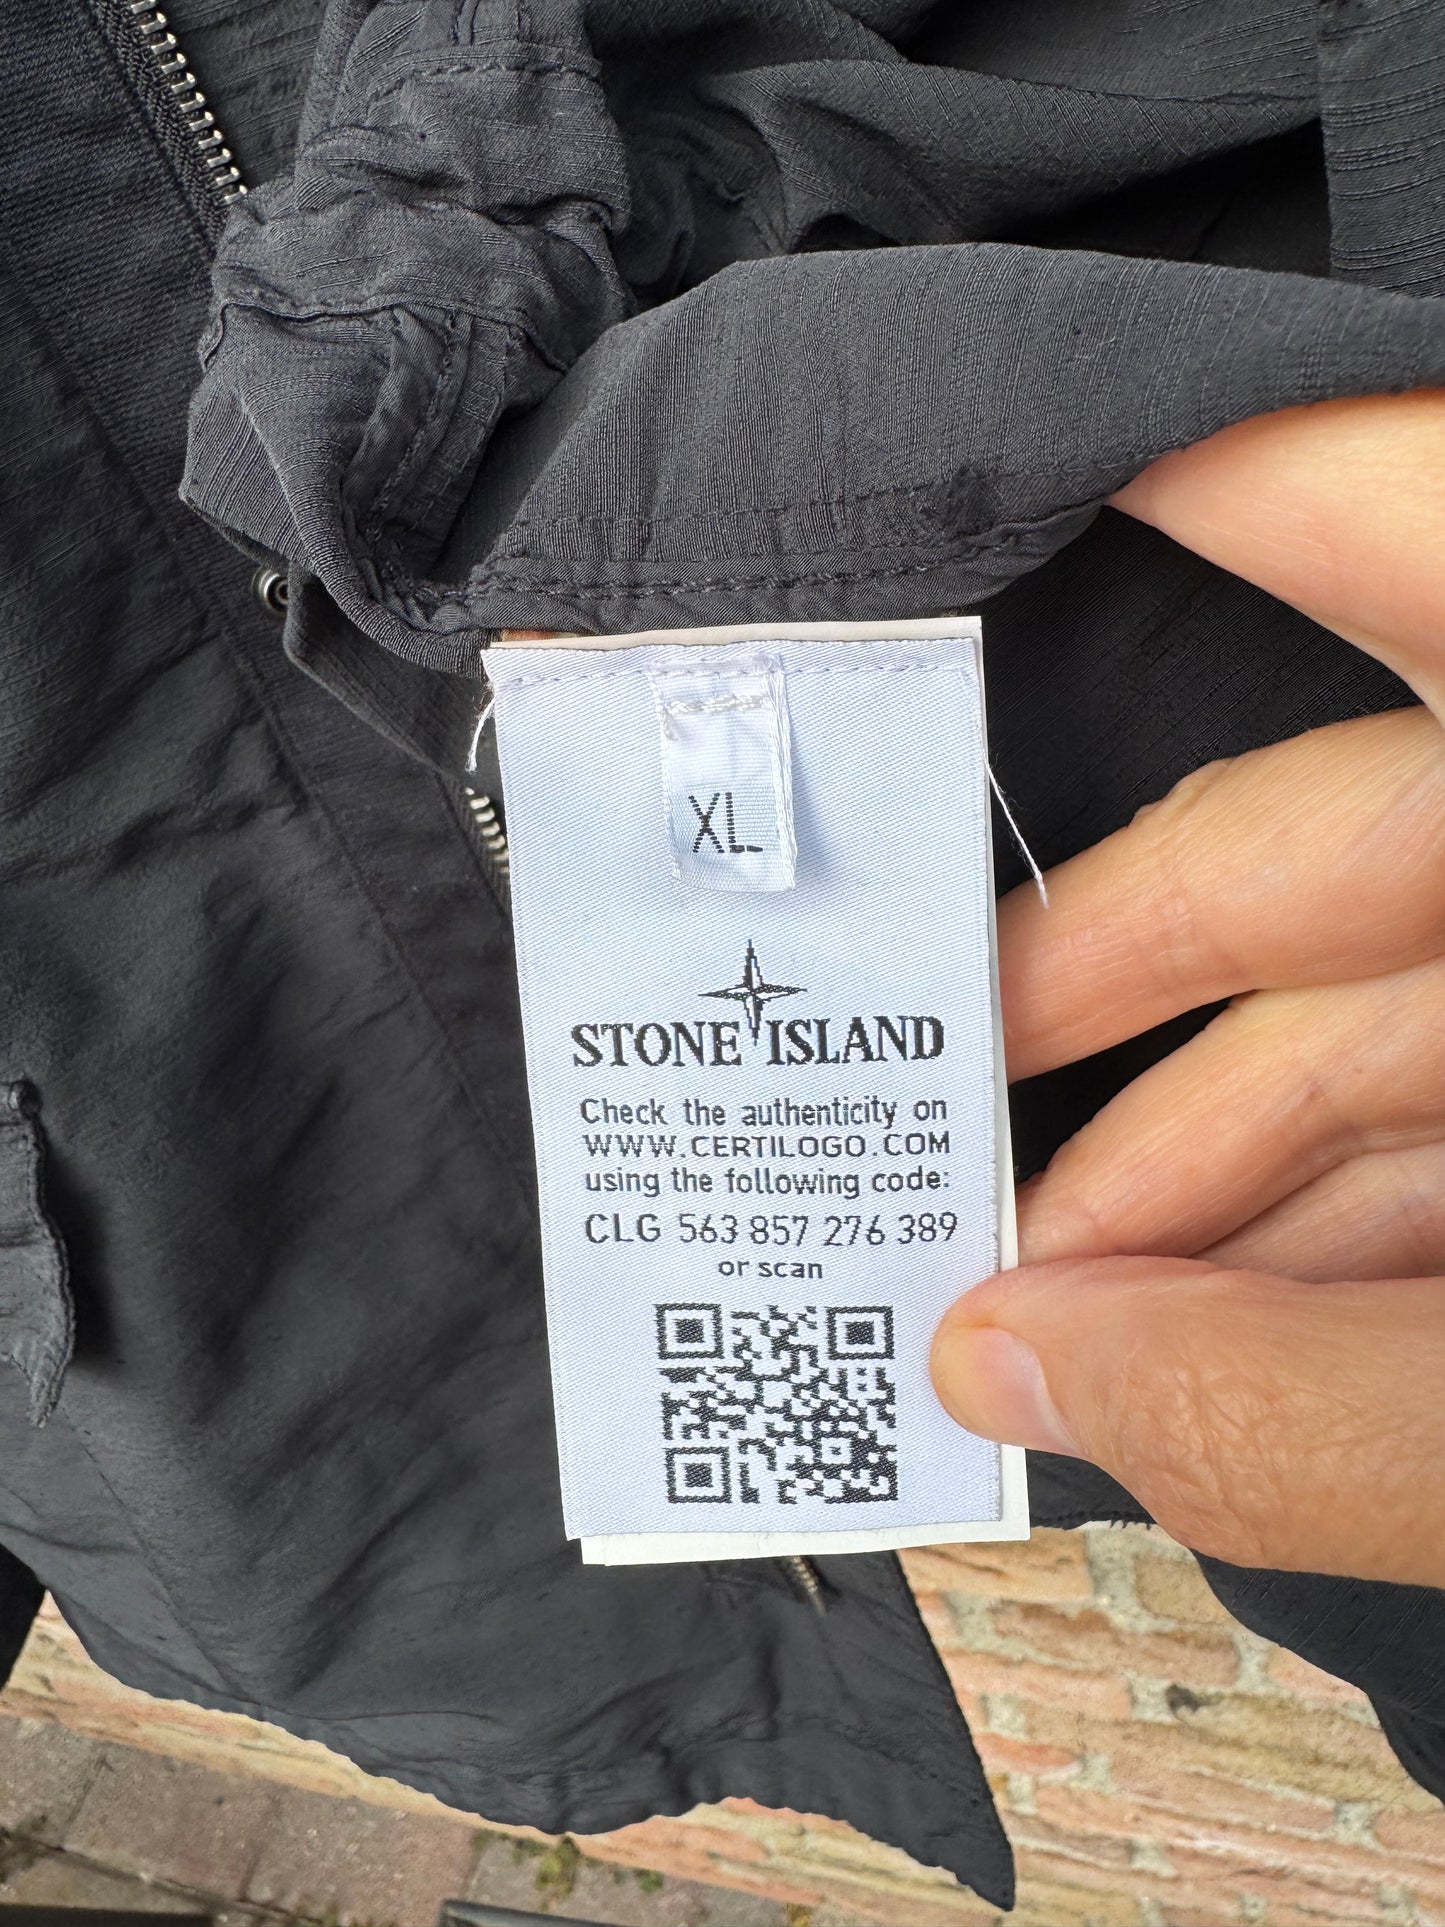 XL
STONE ISLAND
Check the authenticity on
WWW.CERTILOGO.COM
using the following code:
CLG 563 857 276 389
or scan